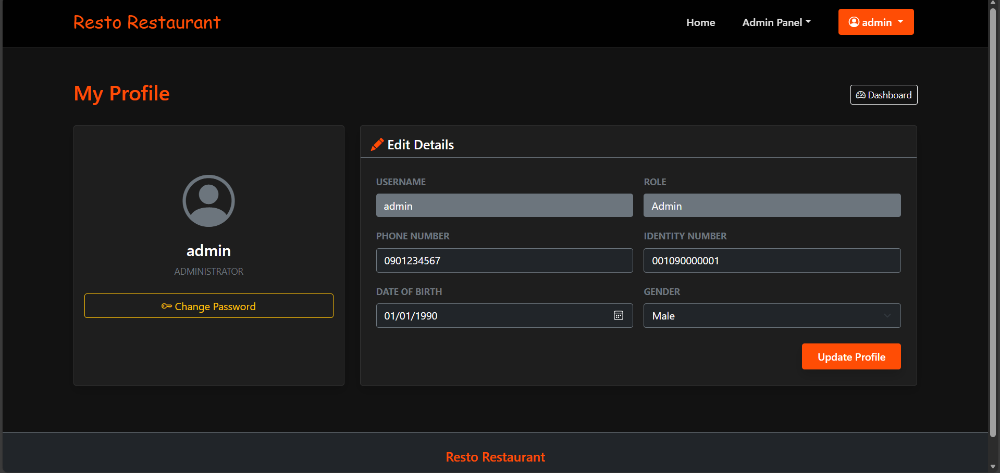 Resto Restaurant
Home
Admin Panel
admin
My Profile
Dashboard
admin
ADMINISTRATOR
Change Password
Edit Details
USERNAME
ROLE
admin
Admin
PHONE NUMBER
IDENTITY NUMBER
0901234567
001090000001
DATE OF BIRTH
GENDER
01/01/1990
Male
Update Profile
Resto Restaurant